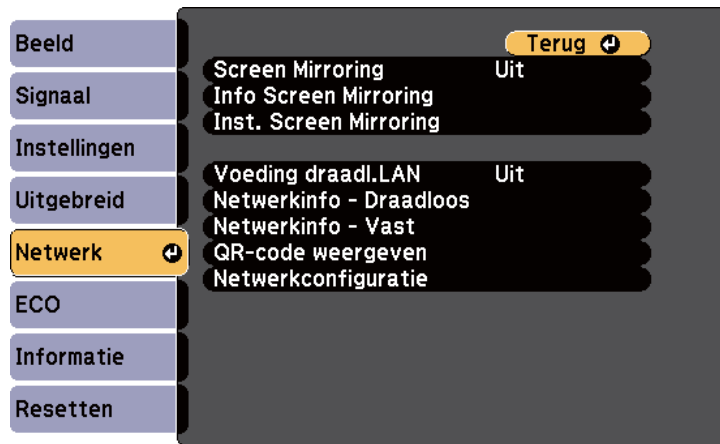 Beeld
Signaal
Instellingen
Uitgebreid
Netwerk
ECO
Informatie
Resetten
Terug
Screen Mirroring Uit
Info Screen Mirroring
Inst. Screen Mirroring
Voeding draadl.LAN Uit
Netwerkinfo - Draadloos
Netwerkinfo - Vast
QR-code weergeven
Netwerkconfiguratie